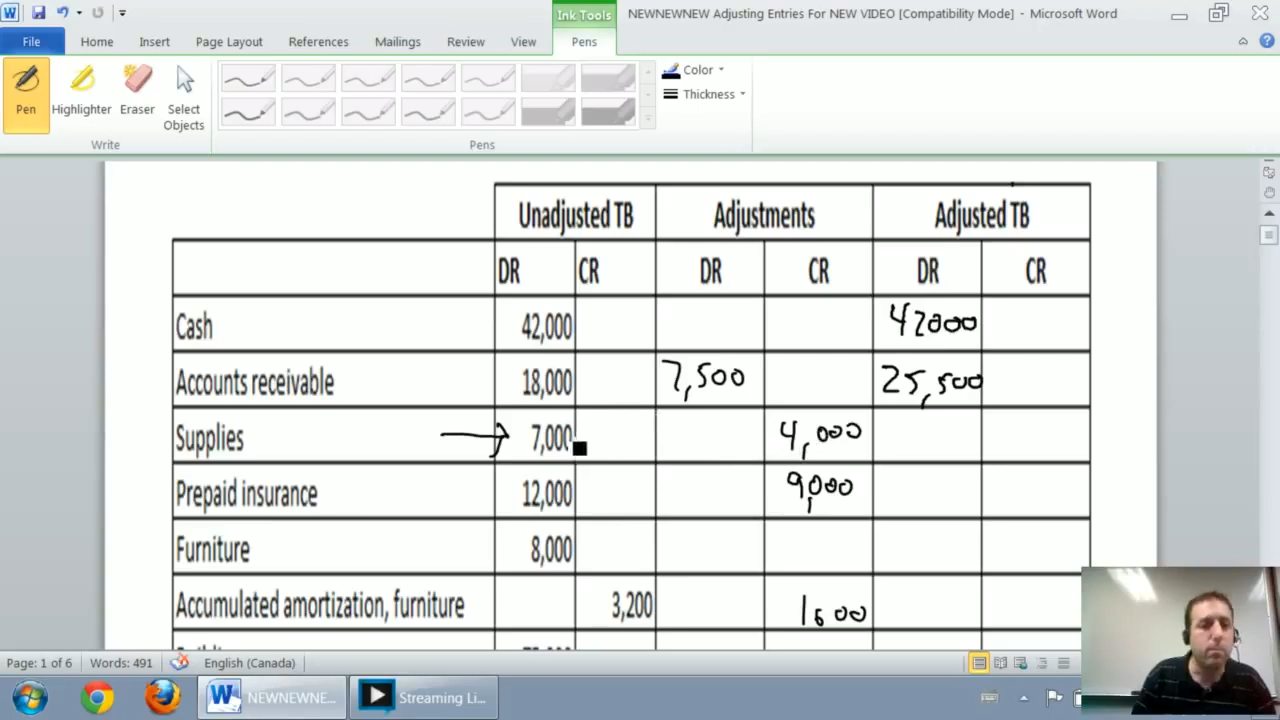 Ink Tools
NEWNEWNEW Adjusting Entries For NEW VIDEO [Compatibility Mode] - Microsoft Word
File Home Insert Page Layout References Mailings Review View Pens
Pen Highlighter Eraser Select Objects
Color
Thickness
Write Pens
Unadjusted TB Adjustments Adjusted TB
DR CR DR CR DR CR
Cash 42,000 42000
Accounts receivable 18,000 7,500 25,500
Supplies 7,000 4,000
Prepaid insurance 12,000 9,000
Furniture 8,000
Accumulated amortization, furniture 3,200 1600
Page: 1 of 6 Words: 491 English (Canada)
NEWNEWNE... Streaming Li...